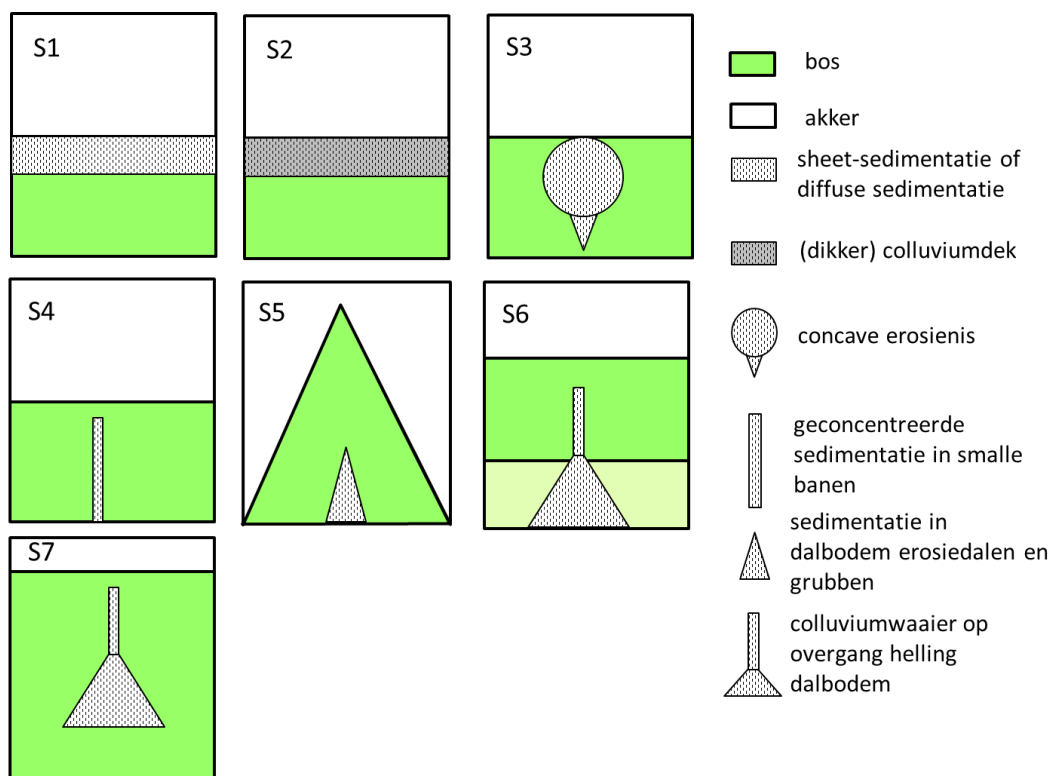 S1
S2
S3
S4
S5
S6
S7
bos
akker
sheet-sedimentatie of
diffuse sedimentatie
(dikker) colluviumdek
concave erosienis
geconcentreerde
sedimentatie in smalle
banen
sedimentatie in
dalbodem erosiedalen en
grubben
colluviumwaaier op
overgang helling
dalbodem